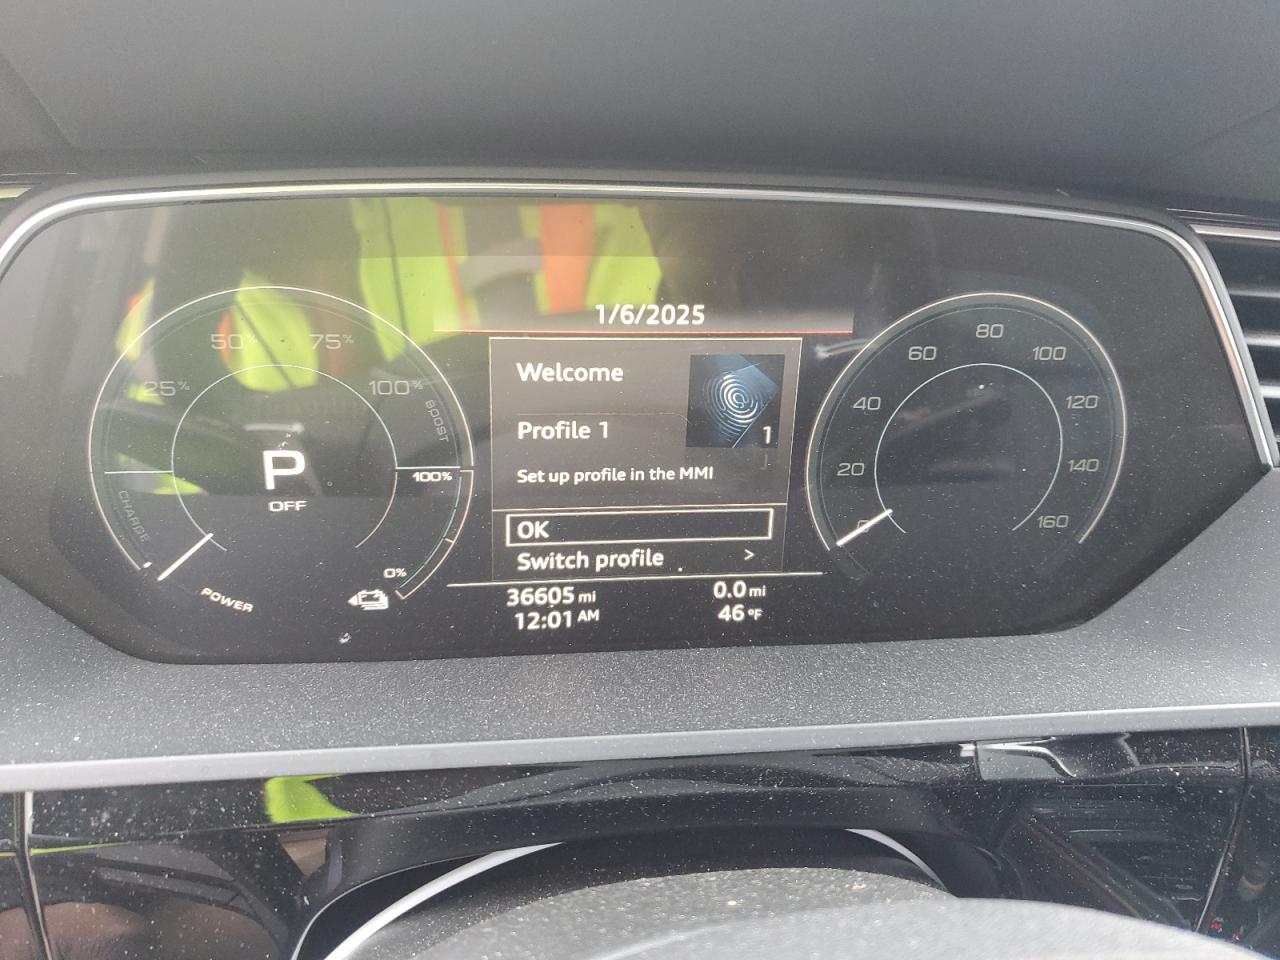 1/6/2025
50% 75%
25% 100%
BOOST
P
OFF
100%
CHARGE
0%
POWER
Welcome
Profile 1
1
Set up profile in the MMI
OK
Switch profile >
36605 mi 0.0 mi
12:01 AM 46 °F
80
60 100
40 120
20 140
0 160